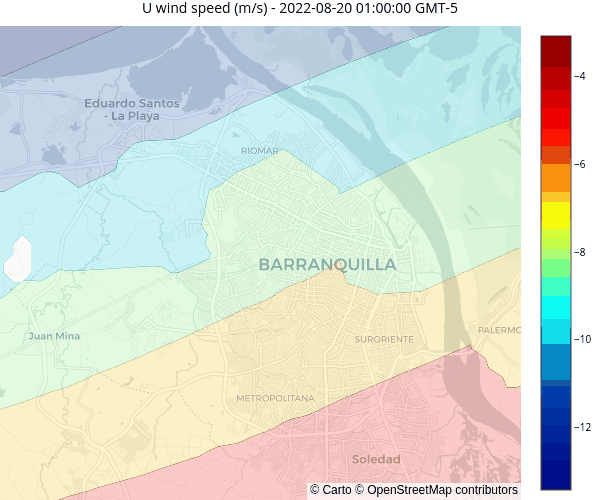 U wind speed (m/s) - 2022-08-20 01:00:00 GMT-5
−4
Eduardo Santos
- La Playa
RIOMAR
−6
−8
BARRANQUILLA
PALERMO
Juan Mina
SURORIENTE
−10
METROPOLITANA
−12
Soledad
© Carto © OpenStreetMap contributors